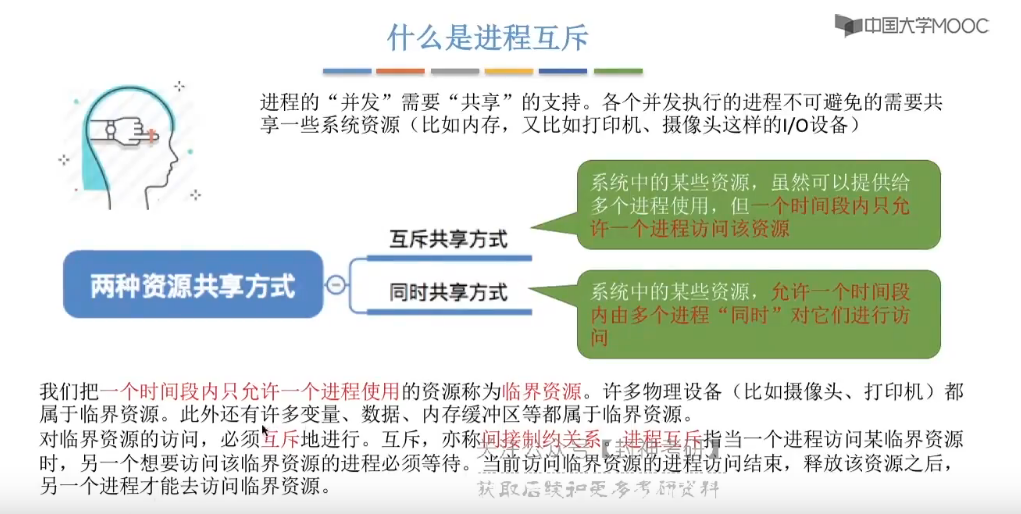 什么是进程互斥
中国大学MOOC
进程的“并发”需要“共享”的支持。各个并发执行的进程不可避免的需要共
享一些系统资源（比如内存，又比如打印机、摄像头这样的I/O设备）
系统中的某些资源，虽然可以提供给
多个进程使用，但一个时间段内只允
许一个进程访问该资源
互斥共享方式
两种资源共享方式
同时共享方式
系统中的某些资源，允许一个时间段
内由多个进程“同时”对它们进行访
问
我们把一个时间段内只允许一个进程使用的资源称为临界资源。许多物理设备（比如摄像头、打印机）都
属于临界资源。此外还有许多变量、数据、内存缓冲区等都属于临界资源。
对临界资源的访问，必须互斥地进行。互斥，亦称间接制约关系。进程互斥指当一个进程访问某临界资源
时，另一个想要访问该临界资源的进程必须等待。当前访问临界资源的进程访问结束，释放该资源之后，
另一个进程才能去访问临界资源。
获取后续和更多考研资料